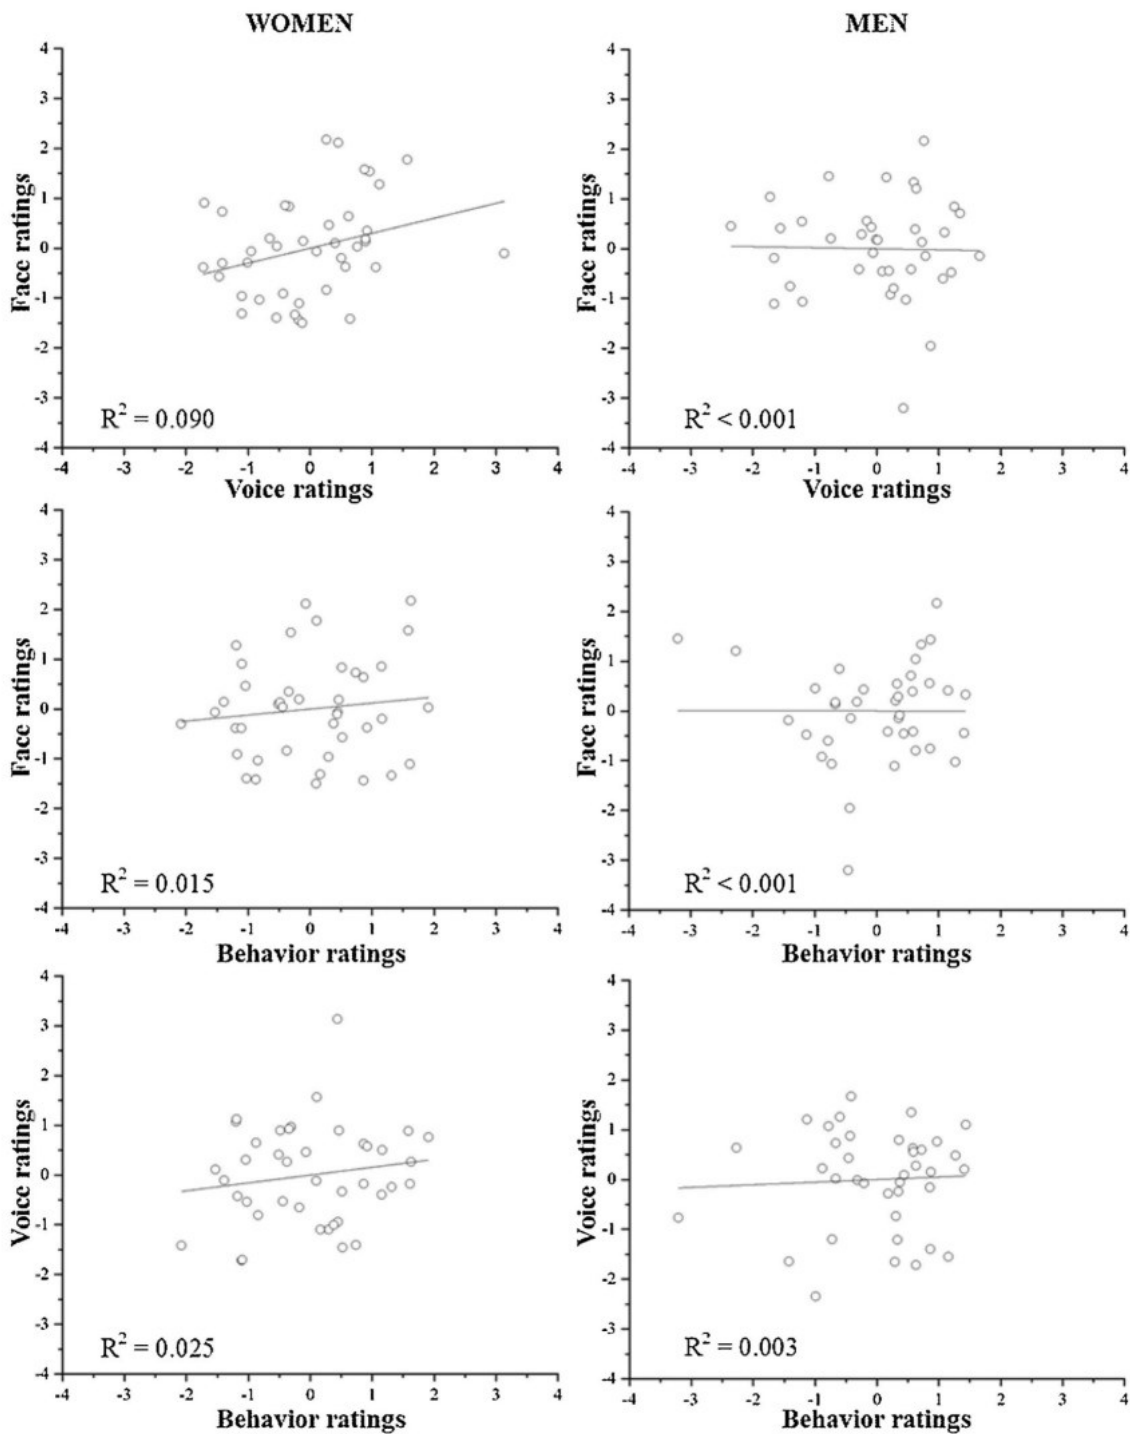 WOMEN
4
3
2
1
0
-1
-2
-3
-4
Face ratings
R² = 0.090
-4 -3 -2 -1 0 1 2 3 4
Voice ratings
MEN
4
3
2
1
0
-1
-2
-3
-4
Face ratings
R² < 0.001
-4 -3 -2 -1 0 1 2 3 4
Voice ratings
4
3
2
1
0
-1
-2
-3
-4
Face ratings
R² = 0.015
-4 -3 -2 -1 0 1 2 3 4
Behavior ratings
4
3
2
1
0
-1
-2
-3
-4
Face ratings
R² < 0.001
-4 -3 -2 -1 0 1 2 3 4
Behavior ratings
4
3
2
1
0
-1
-2
-3
-4
Voice ratings
R² = 0.025
-4 -3 -2 -1 0 1 2 3 4
Behavior ratings
4
3
2
1
0
-1
-2
-3
-4
Voice ratings
R² = 0.003
-4 -3 -2 -1 0 1 2 3 4
Behavior ratings